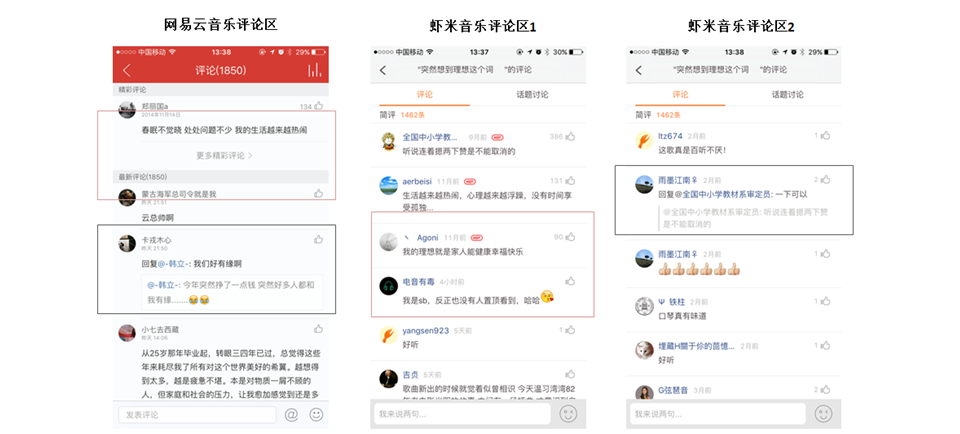 网易云音乐评论区
中国移动 13:38 29%
评论(1850)
精彩评论
郑丽国a 134
2014年11月14日
春眠不觉晓 处处问题不少 我的生活越来越热闹
更多精彩评论 >
最新评论(1850)
蒙古海军总司令就是我
昨天 21:50
云总帅啊
卡戎木心
昨天 21:50
回复@-韩立-: 我们好有缘啊
@-韩立-: 今年突然挣了一点钱 突然好多人都和
我有缘........
小七去西藏
昨天 14:08
从25岁那年毕业起，转眼三四年已过，总觉得这些
年来耗尽我了所有对这个世界美好的希冀。越想得
到太多，越是疲惫不堪。本是对物质一屑不顾的
人，但家庭和社会的压力，让我愈加感觉到还是多
发表评论
虾米音乐评论区1
中国移动 13:37 30%
"突然想到理想这个词 "的评论
评论 话题讨论
简评 1462条
全国中小学教... 9月前 HOT 386
听说连着摁两下赞是不能取消的
aerbeisi 11月前 HOT 131
生活越来越热闹，心理越来越浮躁，没有时间享
受孤独...
丶 Agoni 11月前 HOT 90
我的理想就是家人能健康幸福快乐
电音有毒 4小时前
我是sb，反正也没有人置顶看到，哈哈
yangsen923 5天前 1
好听
吉贞 5天前 1
歌曲新出的时候就觉着似曾相识 今天温习湾湾82
我来说两句...
虾米音乐评论区2
中国移动 13:38 29%
"突然想到理想这个词 "的评论
评论 话题讨论
简评 1462条
ltz674 2月前 1
这歌真是百听不厌！
雨墨江南♀ 2月前 2
回复@全国中小学教材系审定员: 一下可以
@全国中小学教材系审定员: 听说连着摁两下赞
是不能取消的
雨墨江南♀ 2月前
Ψ 铁柱 2月前 1
口琴真有味道
埋藏H關于你的茴憶... 2月前 1
好听
G弦琶音 3月前 2
我来说两句...